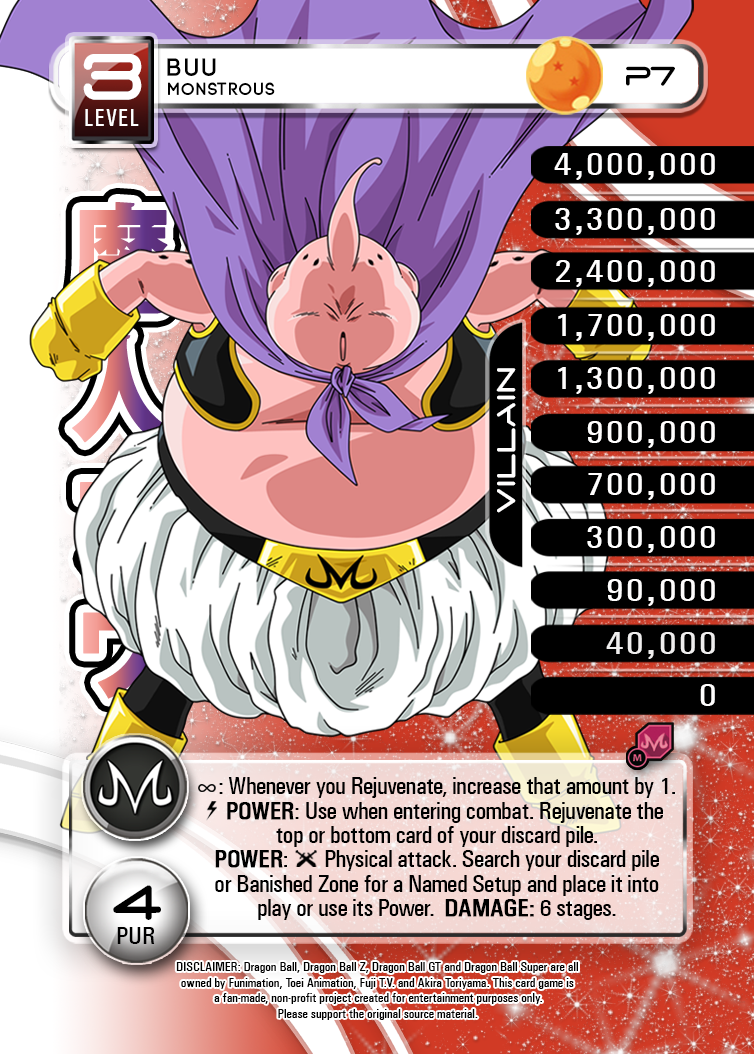 3
LEVEL
BUU
MONSTROUS
P7
4,000,000
3,300,000
2,400,000
1,700,000
1,300,000
900,000
700,000
300,000
90,000
40,000
0
VILLAIN
魔人ブウ
M
∞: Whenever you Rejuvenate, increase that amount by 1.
POWER: Use when entering combat. Rejuvenate the
top or bottom card of your discard pile.
POWER: Physical attack. Search your discard pile
or Banished Zone for a Named Setup and place it into
play or use its Power. DAMAGE: 6 stages.
4
PUR
DISCLAIMER: Dragon Ball, Dragon Ball Z, Dragon Ball GT and Dragon Ball Super are all
owned by Funimation, Toei Animation, Fuji T.V. and Akira Toriyama. This card game is
a fan-made, non-profit project created for entertainment purposes only.
Please support the original source material.